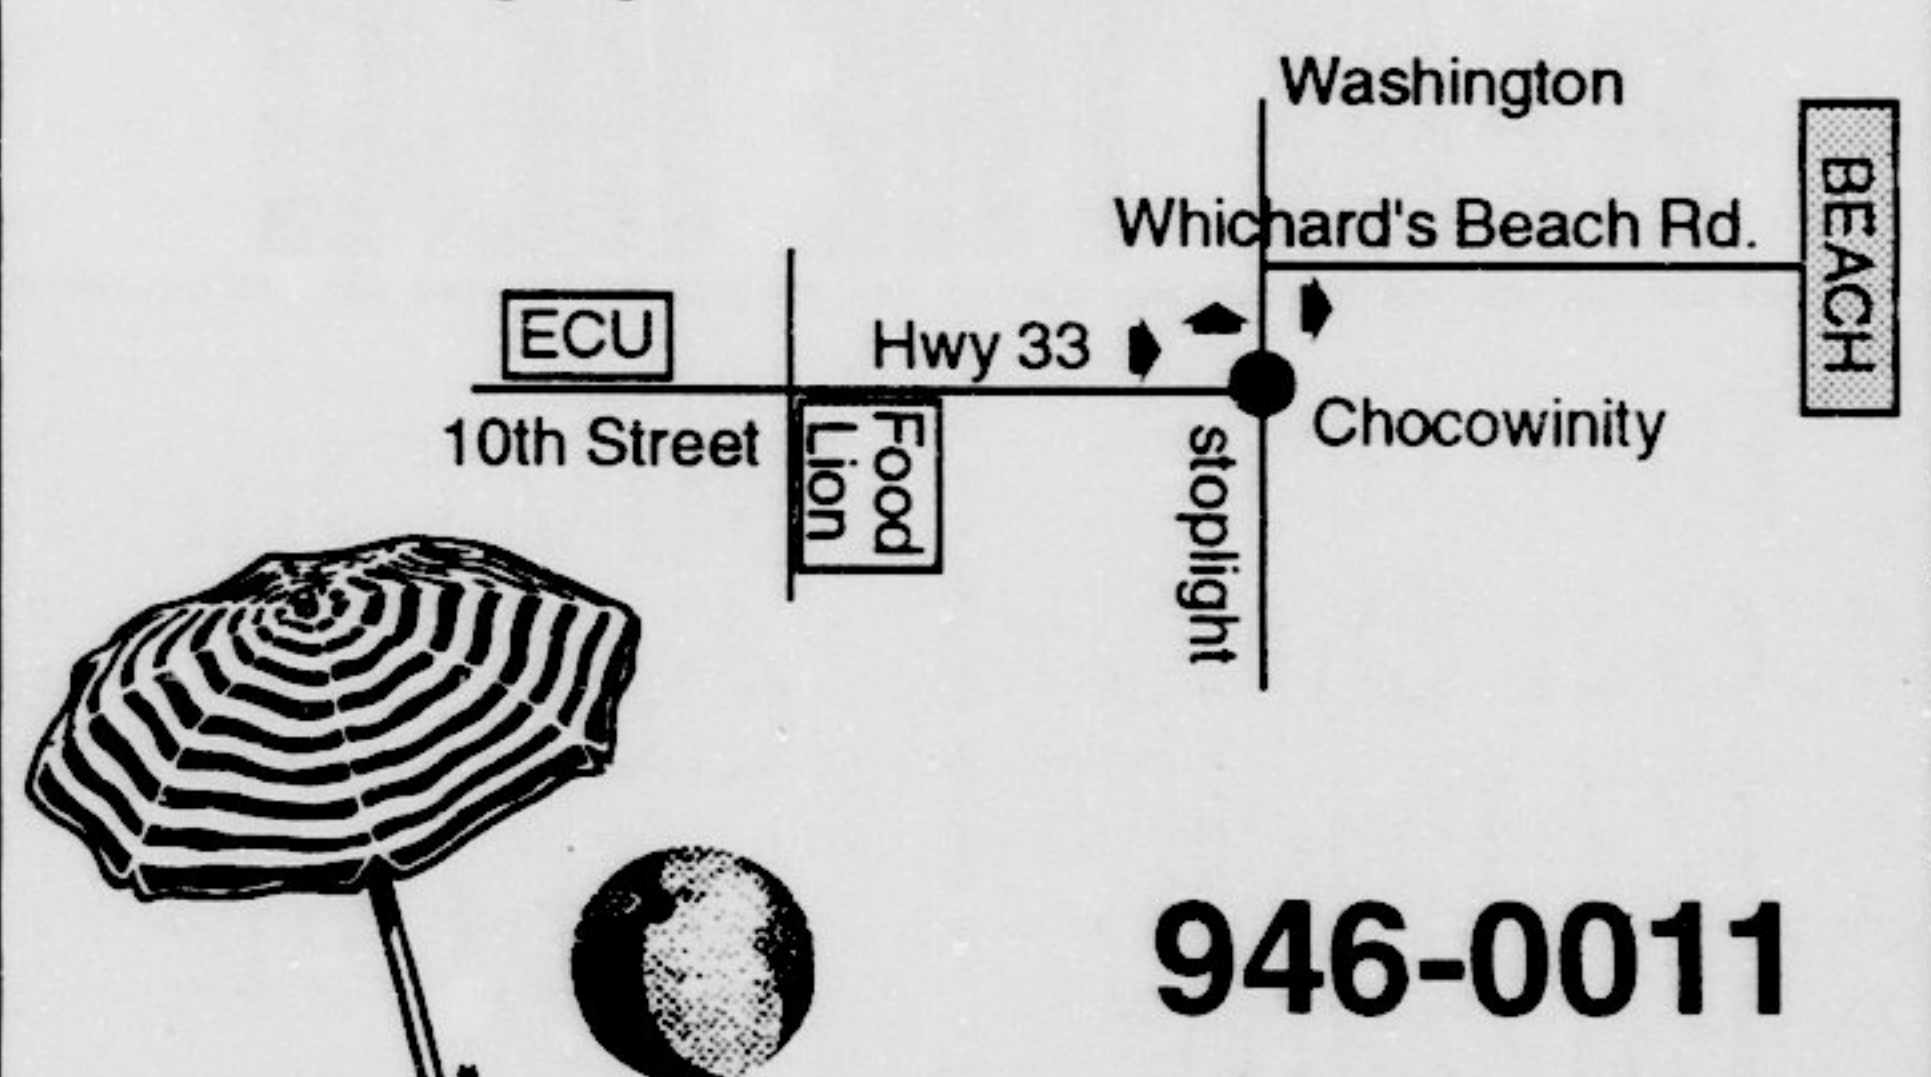 Washington
Whichard's Beach Rd.
BEACH
ECU
Hwy 33
10th Street
Food
Lion
stoplight
Chocowinity
946-0011